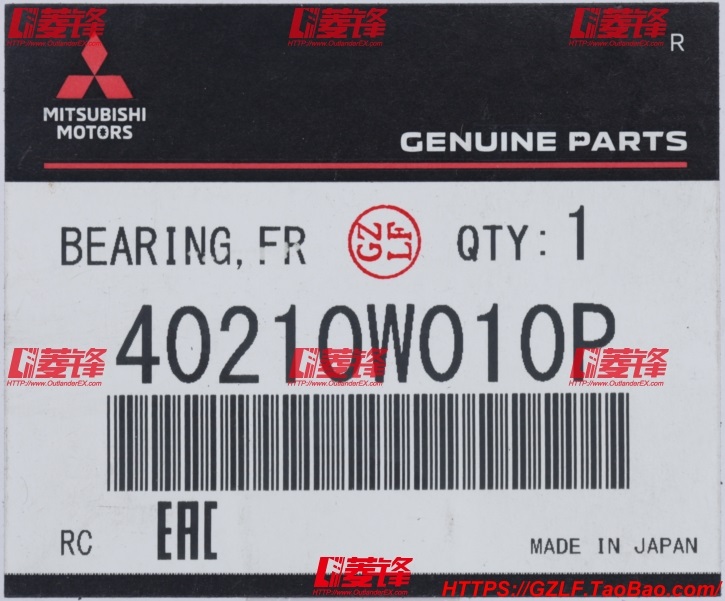 菱锋 菱锋 菱锋
HTTP://Www.OutlanderEX.com/ HTTP://Www.OutlanderEX.com/ HTTP://Www.OutlanderEX.com/
R
MITSUBISHI
MOTORS
GENUINE PARTS
BEARING, FR
GZ
LF
QTY: 1
40210W010P
菱锋 菱锋 菱锋
HTTP://Www.OutlanderEX.com/ HTTP://Www.OutlanderEX.com/ HTTP://Www.OutlanderEX.com/
RC
EAC
MADE IN JAPAN
菱锋
HTTP://Www.OutlanderEX.com/
HTTPS://GZLF.TaoBao.com/